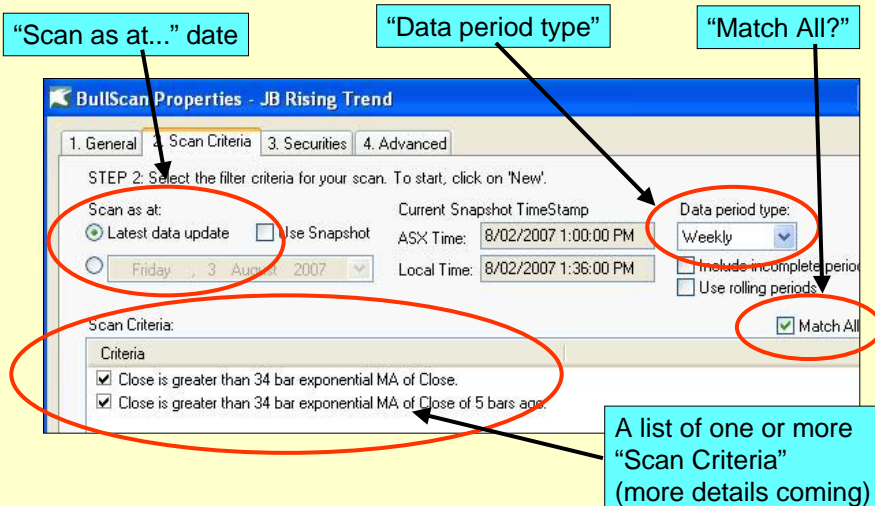 “Scan as at...” date
“Data period type”
“Match All?”
BullScan Properties - JB Rising Trend
1. General
2. Scan Criteria
3. Securities
4. Advanced
STEP 2: Select the filter criteria for your scan. To start, click on 'New'.
Scan as at:
Current Snapshot TimeStamp
Data period type:
Latest data update
Use Snapshot
ASX Time: 8/02/2007 1:00:00 PM
Weekly
Friday , 3 August 2007
Local Time: 8/02/2007 1:36:00 PM
Include incomplete perio
Use rolling periods
Scan Criteria:
Match All
Criteria
Close is greater than 34 bar exponential MA of Close.
Close is greater than 34 bar exponential MA of Close of 5 bars ago.
A list of one or more
“Scan Criteria”
(more details coming)